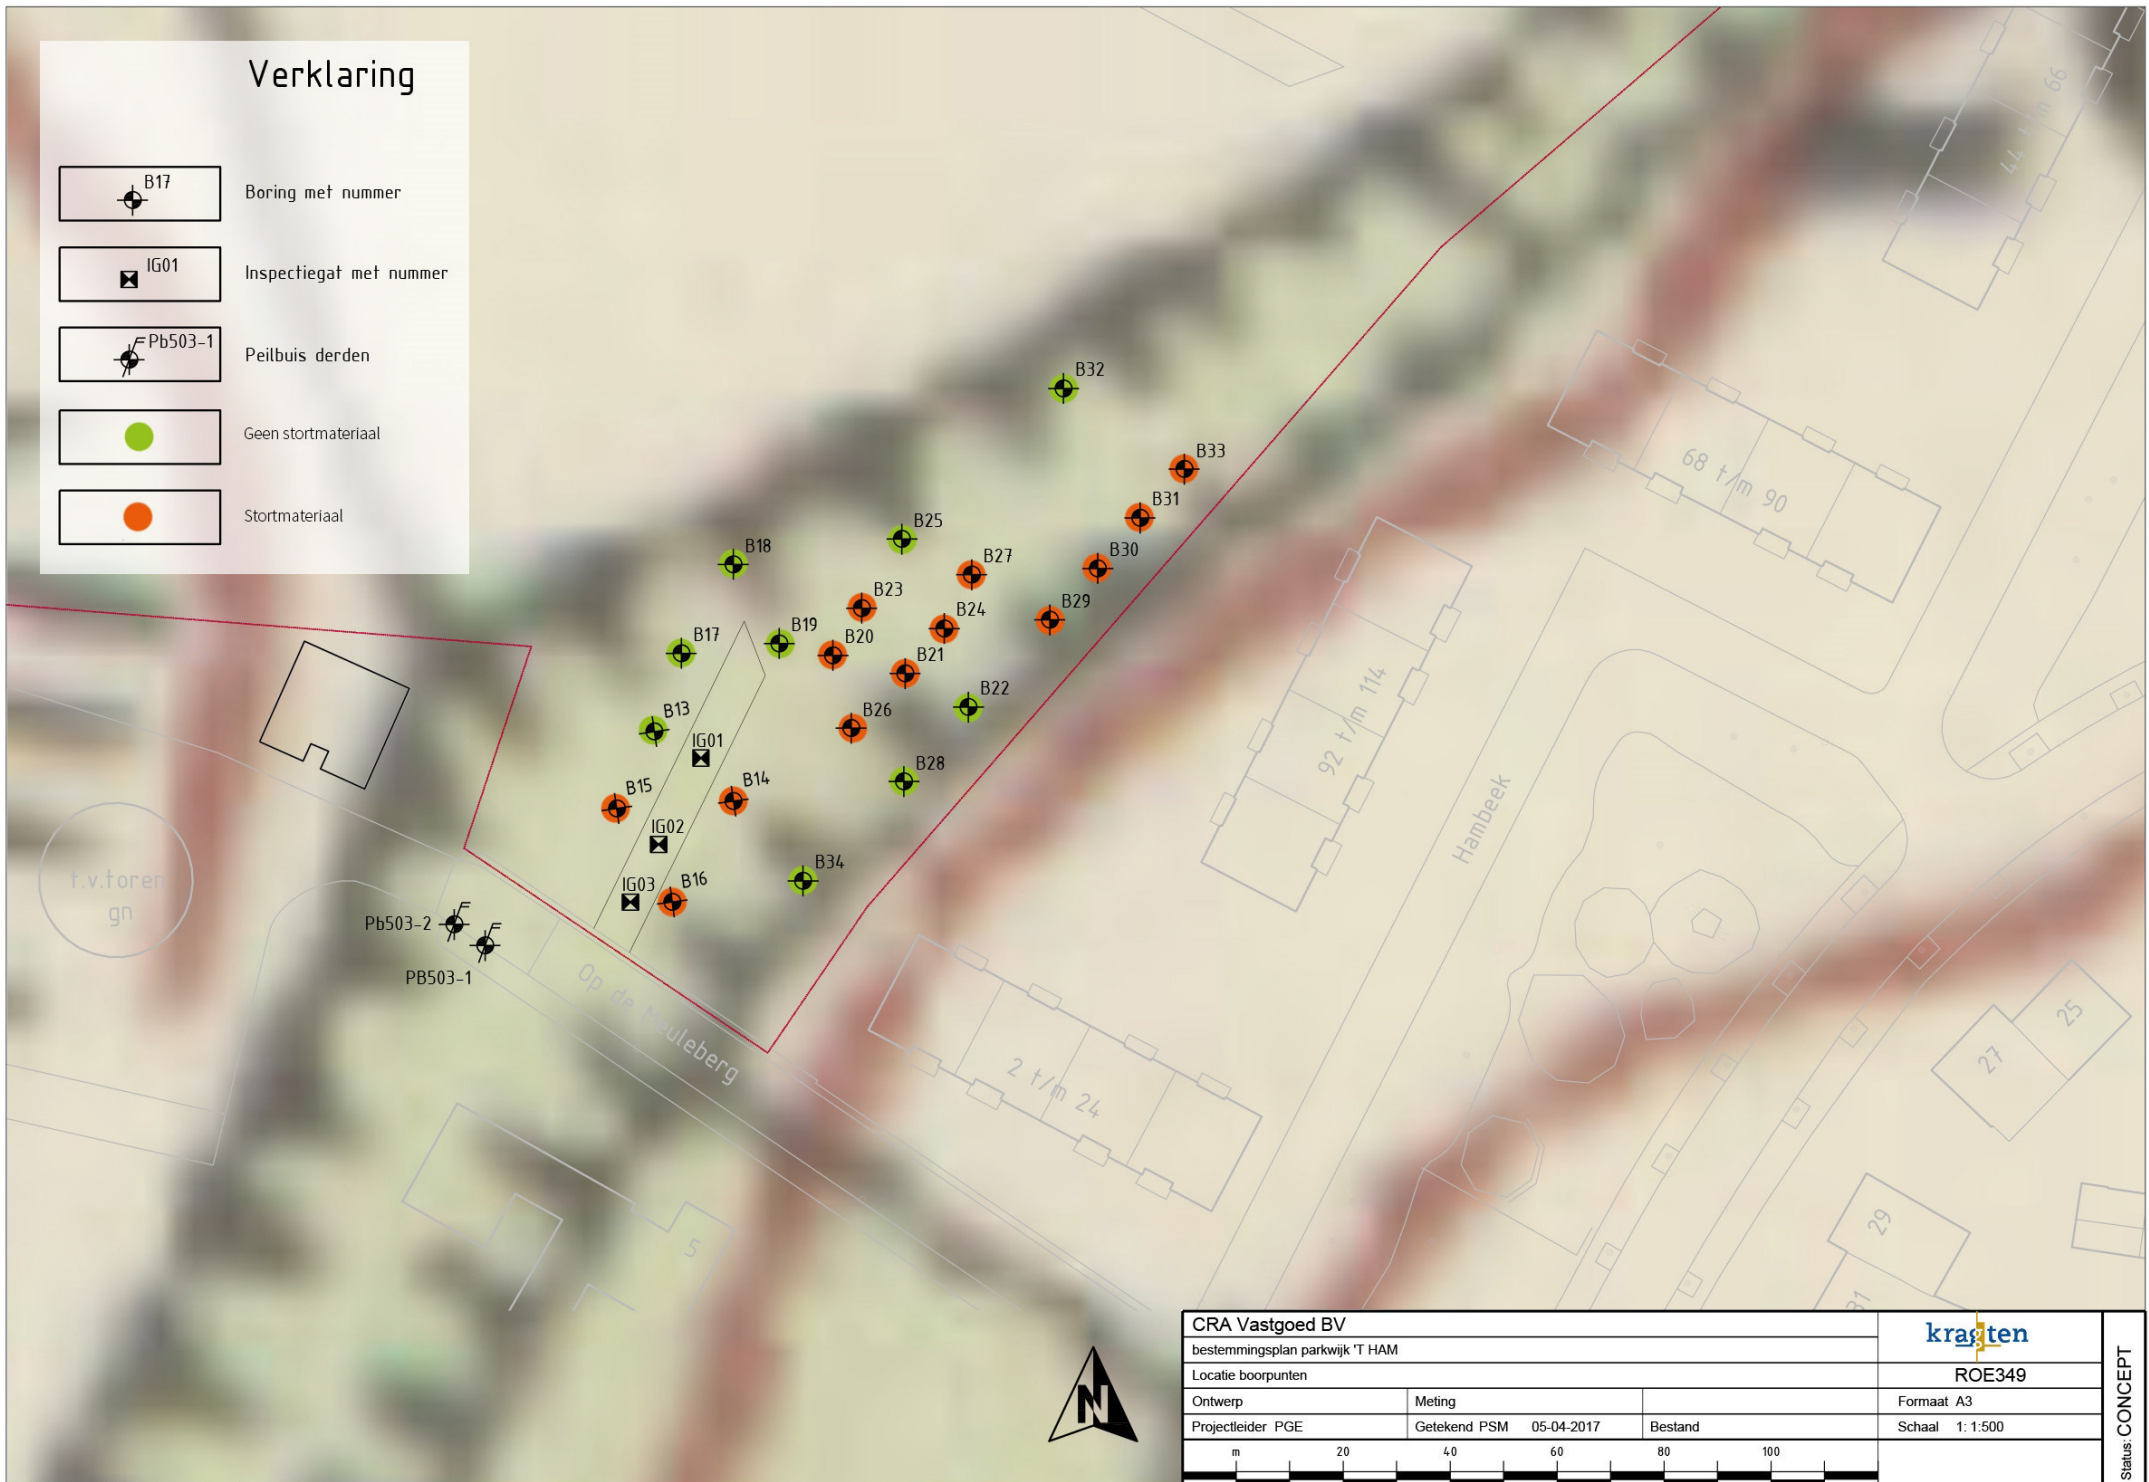 Verklaring
B17
Boring met nummer
IG01
Inspectiegat met nummer
Pb503-1
Peilbuis derden
Geen stortmateriaal
Stortmateriaal
44 t/m 66
B32
B33
68 t/m 90
B31
B25
B18
B30
B27
B23
B24
B29
B19
B17
B20
B21
B22
B13
B26
92 t/m 114
IG01
B28
B14
B15
Hambeek
IG02
B34
t.v.toren
gn
IG03
B16
Pb503-2
PB503-1
Op de Meuleberg
2 t/m 24
25
27
29
31
5
N
CRA Vastgoed BV
bestemmingsplan parkwijk 'T HAM
Locatie boorpunten
Ontwerp
Meting
Projectleider PGE
Getekend PSM 05-04-2017
Bestand
kragten
ROE349
Formaat A3
Schaal 1: 1:500
Status: CONCEPT
m 20 40 60 80 100